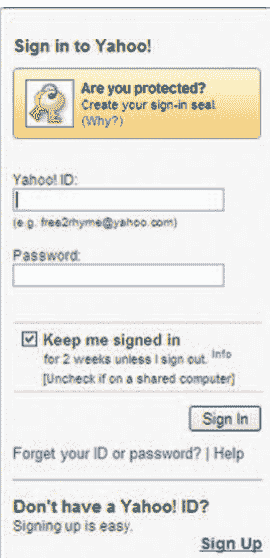 Sign in to Yahoo!
Are you protected?
Create your sign-in seal.
(Why?)
Yahoo! ID:
(e.g. free2rhyme@yahoo.com)
Password:
Keep me signed in
for 2 weeks unless I sign out. Info
[Uncheck if on a shared computer]
Sign In
Forget your ID or password? | Help
Don't have a Yahoo! ID?
Signing up is easy.
Sign Up